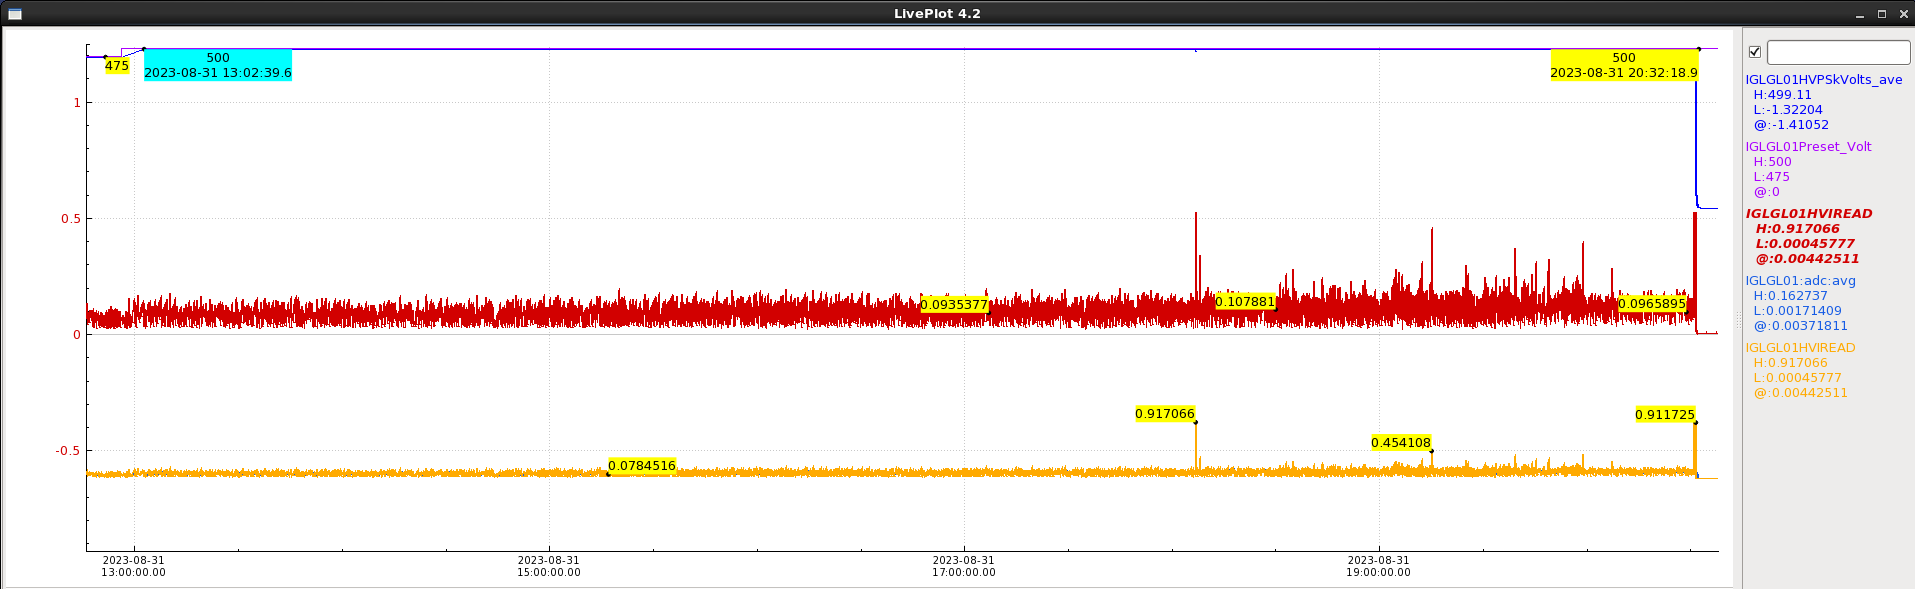 LivePlot 4.2
475
500
2023-08-31 13:02:39.6
500
2023-08-31 20:32:18.9
1
0.5
0
-0.5
0.0935377
0.107881
0.0965895
0.917066
0.454108
0.911725
0.0784516
2023-08-31
13:00:00.00
2023-08-31
15:00:00.00
2023-08-31
17:00:00.00
2023-08-31
19:00:00.00
IGLGL01HVPSkVolts_ave
H:499.11
L:-1.32204
@:-1.41052
IGLGL01Preset_Volt
H:500
L:475
@:0
IGLGL01HVIREAD
H:0.917066
L:0.00045777
@:0.00442511
IGLGL01:adc:avg
H:0.162737
L:0.00171409
@:0.00371811
IGLGL01HVIREAD
H:0.917066
L:0.00045777
@:0.00442511